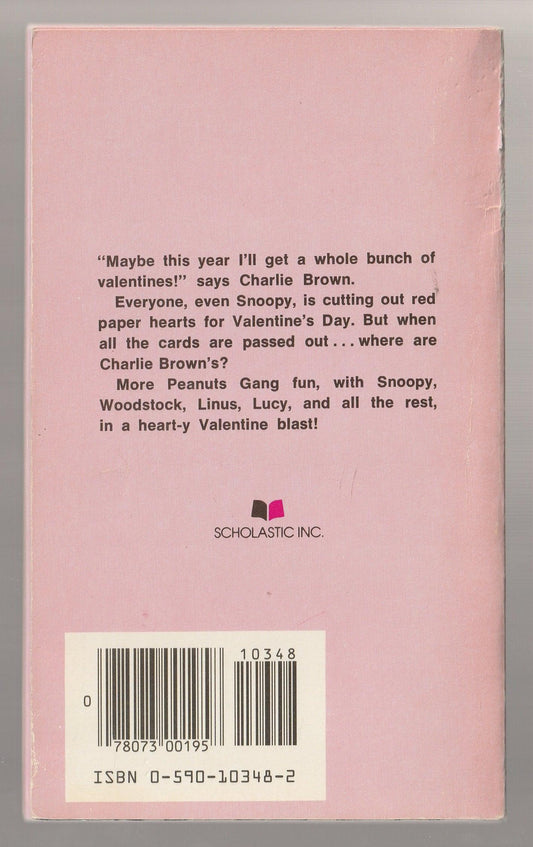 “Maybe this year I’ll get a whole bunch of
valentines!” says Charlie Brown.
Everyone, even Snoopy, is cutting out red
paper hearts for Valentine’s Day. But when
all the cards are passed out...where are
Charlie Brown’s?
More Peanuts Gang fun, with Snoopy,
Woodstock, Linus, Lucy, and all the rest,
in a heart-y Valentine blast!
SCHOLASTIC INC.
10348
0 78073 00195
ISBN 0-590-10348-2